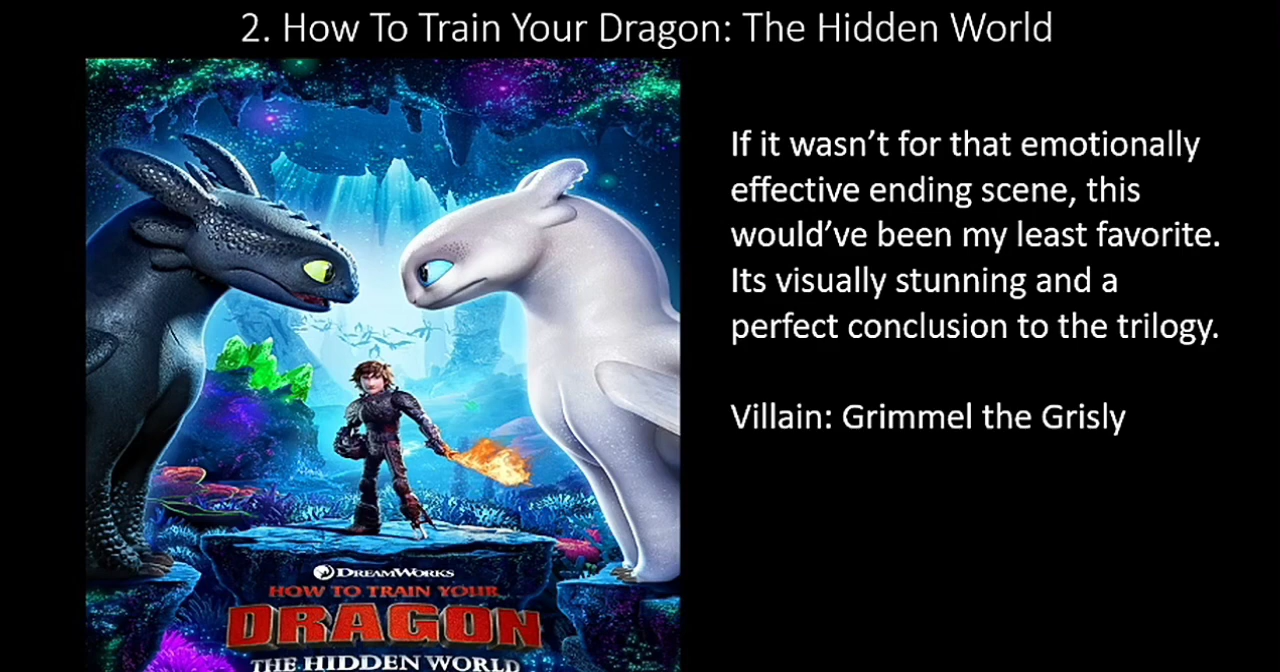 2. How To Train Your Dragon: The Hidden World
If it wasn’t for that emotionally
effective ending scene, this
would’ve been my least favorite.
Its visually stunning and a
perfect conclusion to the trilogy.
Villain: Grimmel the Grisly
DREAMWORKS
HOW TO TRAIN YOUR
DRAGON
THE HIDDEN WORLD